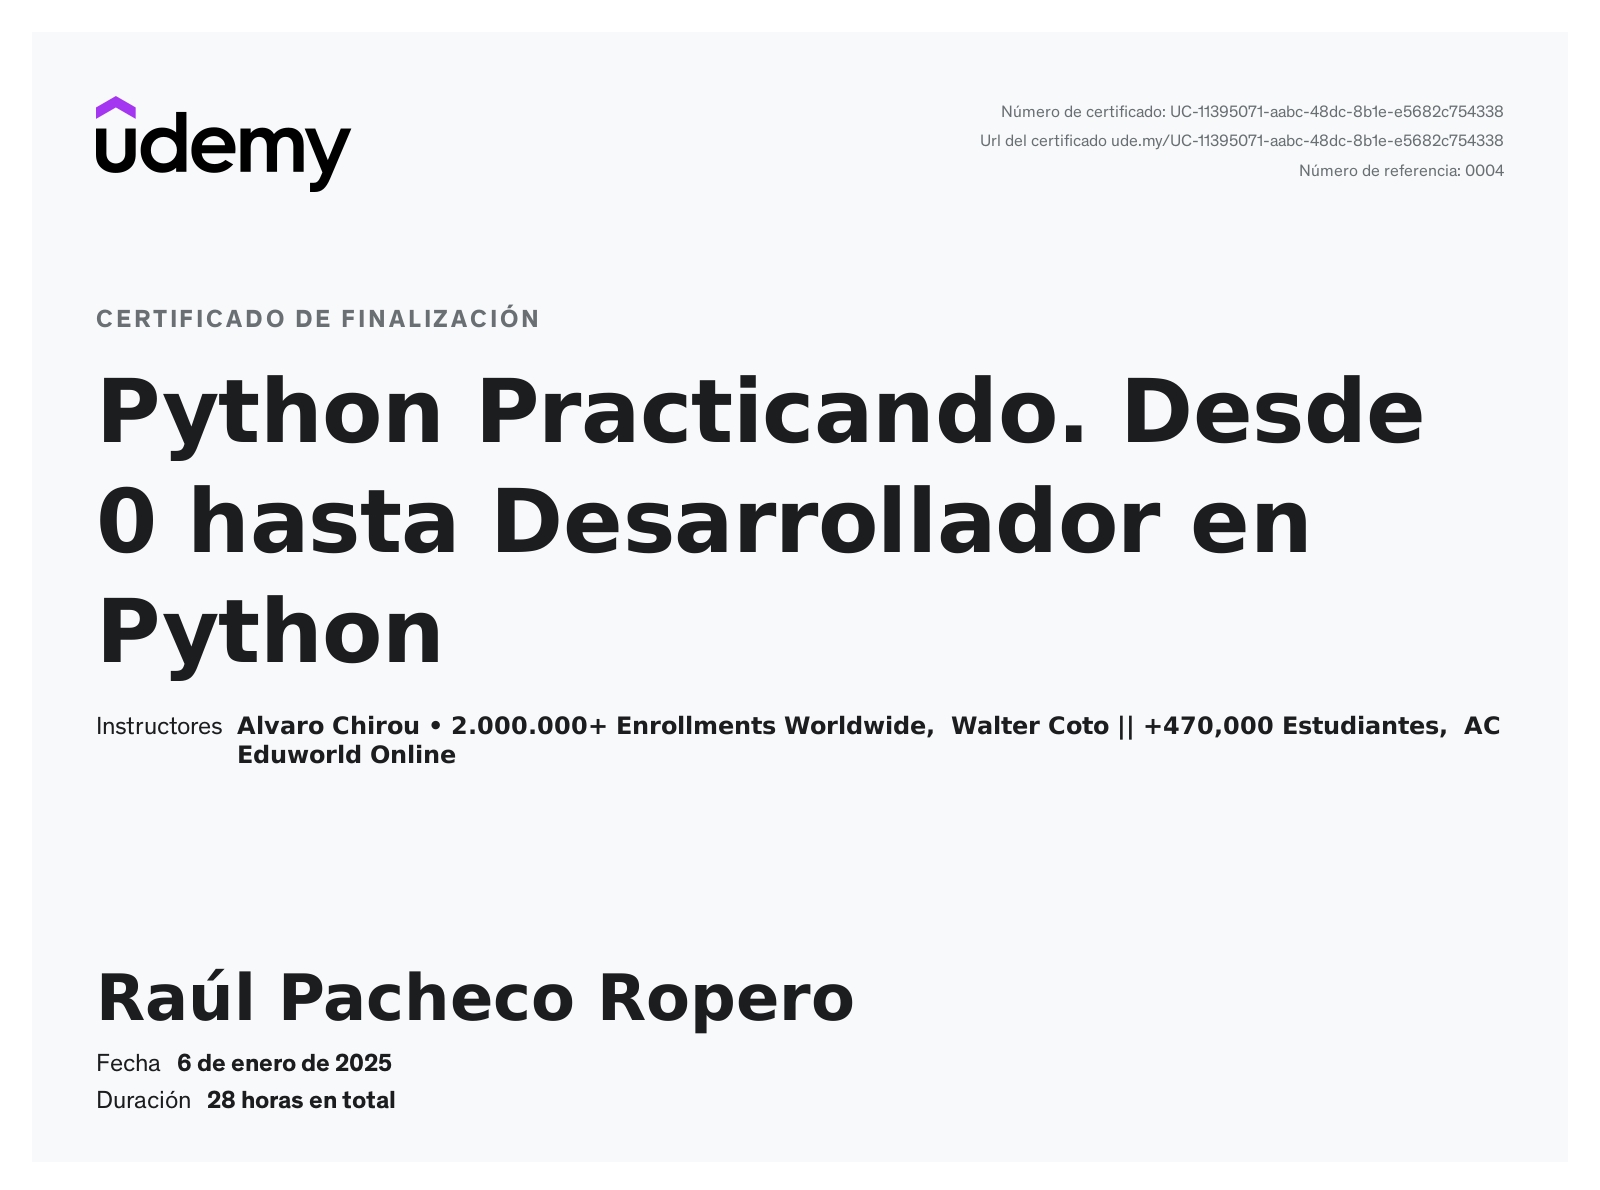 udemy
Número de certificado: UC-11395071-aabc-48dc-8b1e-e5682c754338
Url del certificado ude.my/UC-11395071-aabc-48dc-8b1e-e5682c754338
Número de referencia: 0004
CERTIFICADO DE FINALIZACIÓN
Python Practicando. Desde
0 hasta Desarrollador en
Python
Instructores Alvaro Chirou • 2.000.000+ Enrollments Worldwide, Walter Coto || +470,000 Estudiantes, AC
Eduworld Online
Raúl Pacheco Ropero
Fecha 6 de enero de 2025
Duración 28 horas en total